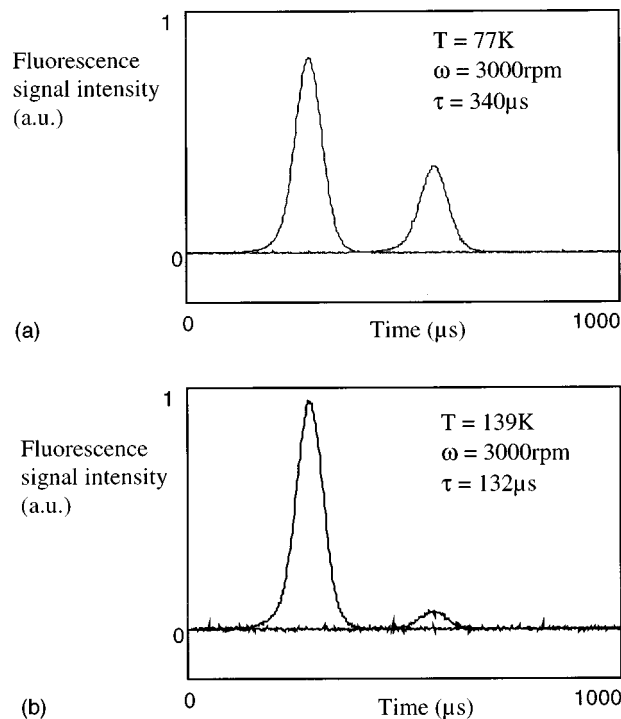 1
Fluorescence
signal intensity
(a.u.)
T = 77K
ω = 3000rpm
τ = 340μs
0
0
Time (μs)
1000
(a)
1
Fluorescence
signal intensity
(a.u.)
T = 139K
ω = 3000rpm
τ = 132μs
0
0
Time (μs)
1000
(b)